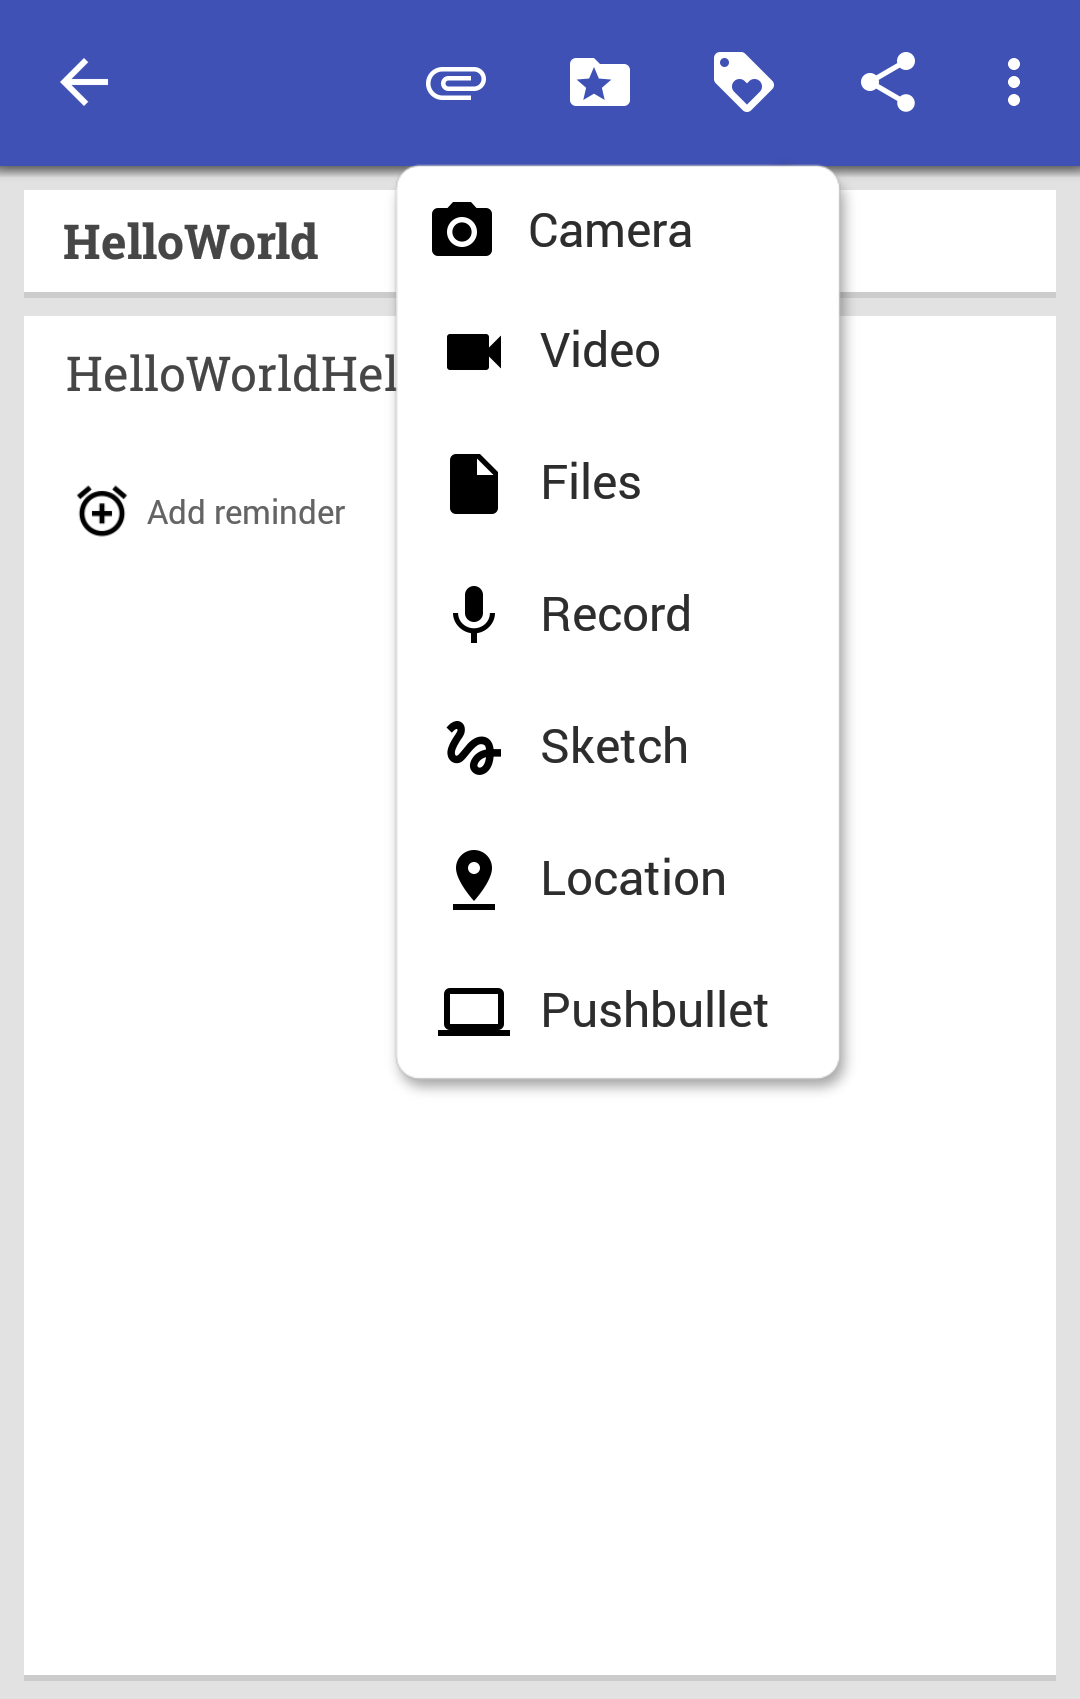 HelloWorld
HelloWorldHel
Add reminder
Camera
Video
Files
Record
Sketch
Location
Pushbullet